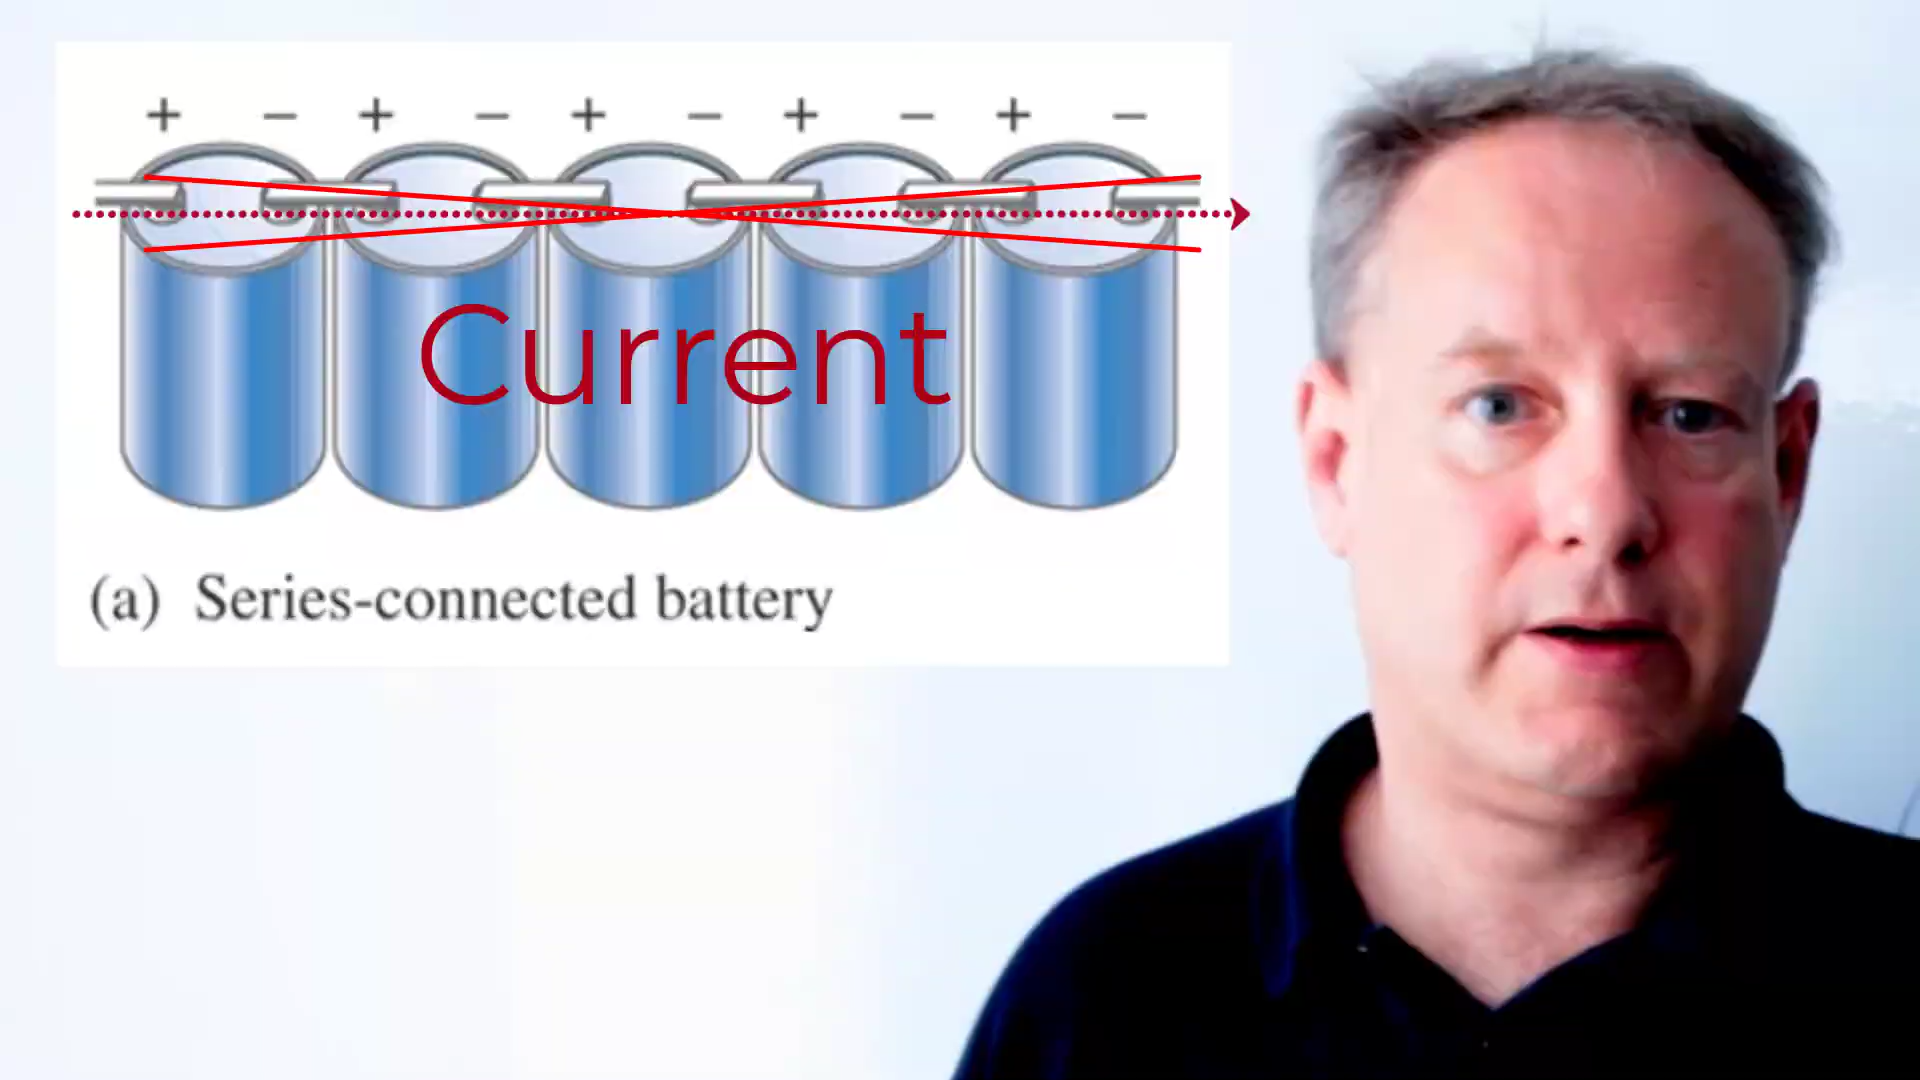 + − + − + − + − + −
Current
(a) Series-connected battery